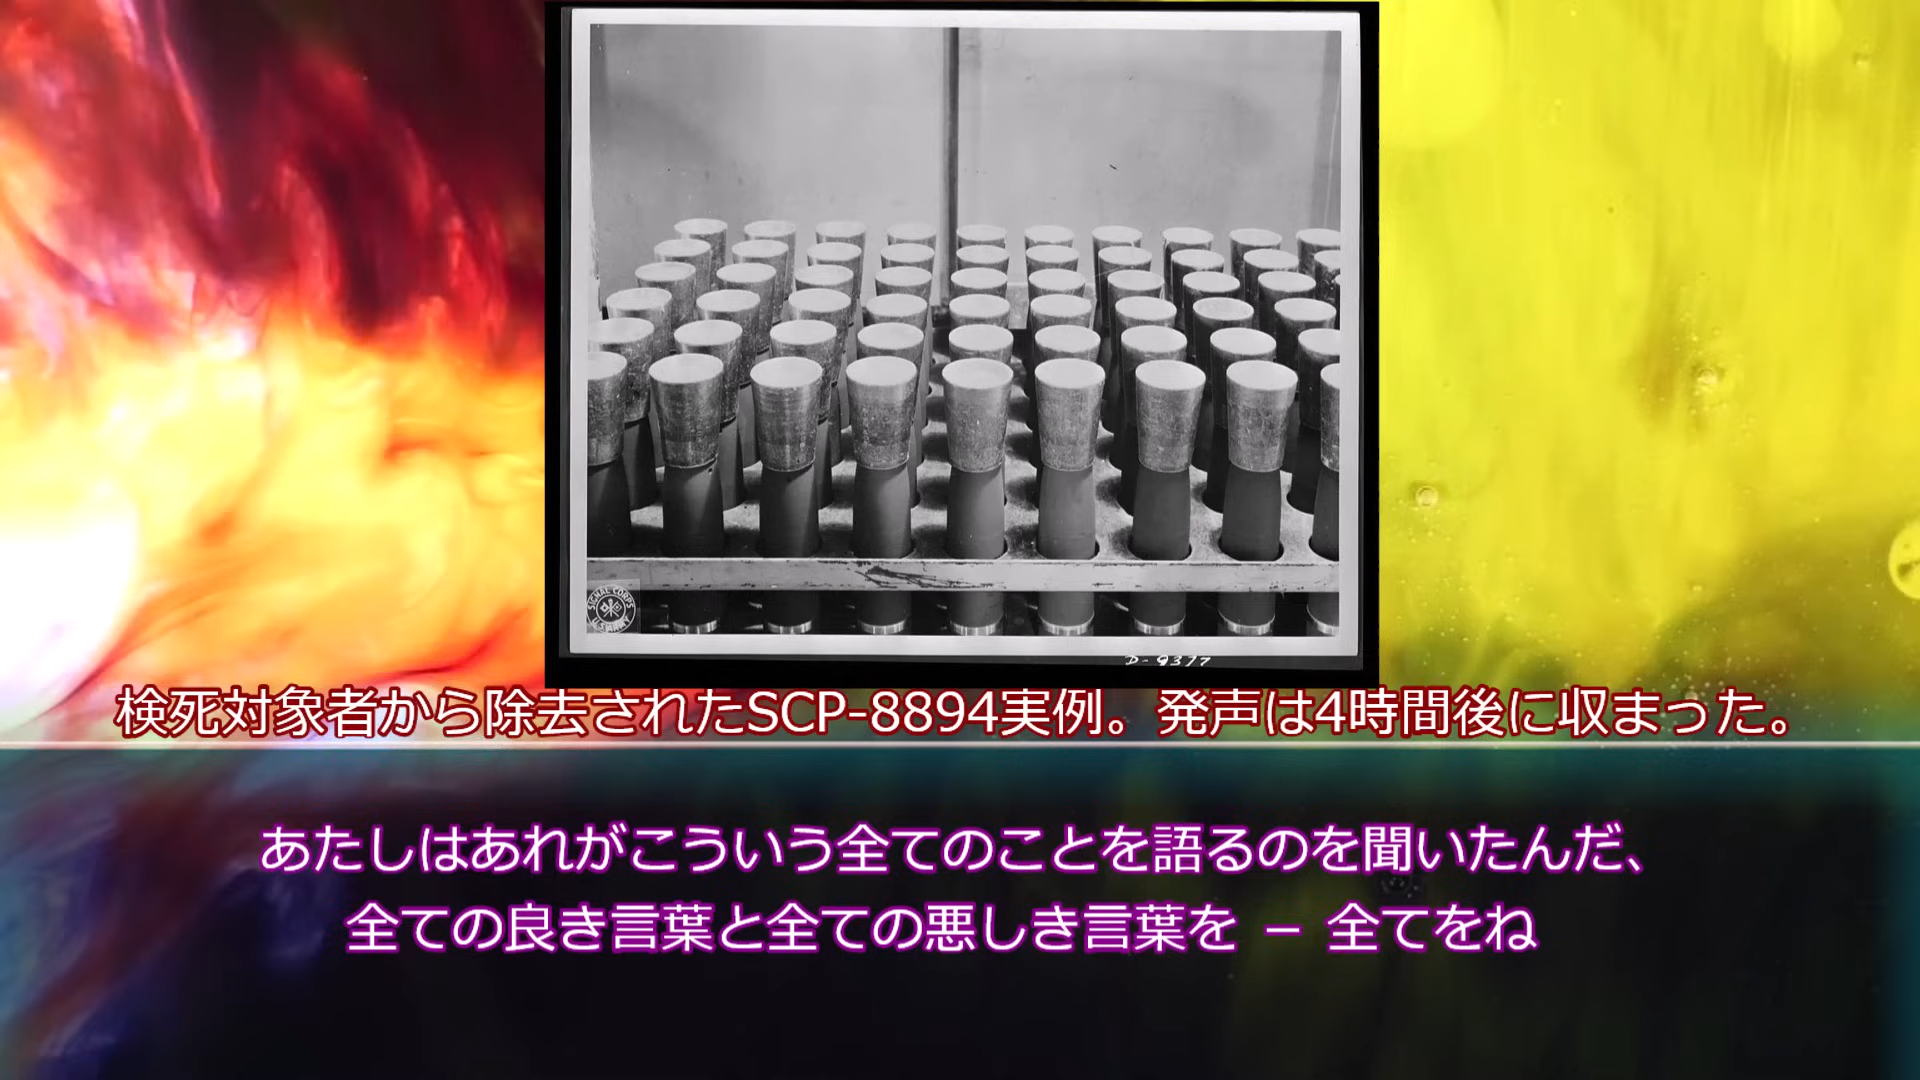 SIGNAL CORPS
U.S. ARMY
D-9377
検死対象者から除去されたSCP-8894実例。発声は4時間後に収まった。
あたしはあれがこういう全てのことを語るのを聞いたんだ、
全ての良き言葉と全ての悪しき言葉を － 全てをね